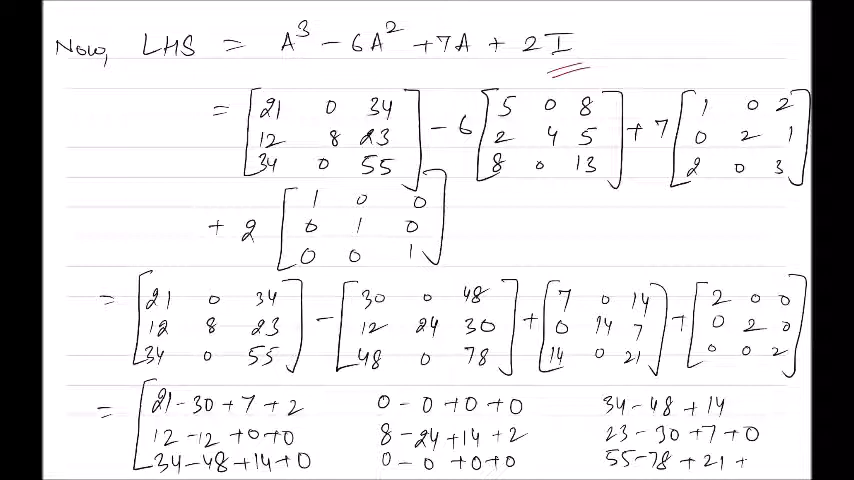 Now, LHS = A³ - 6A² + 7A + 2I
= [21 0 34] - 6 [5 0 8] + 7 [1 0 2]
[12 8 23] [2 4 5] [0 2 1]
[34 0 55] [8 0 13] [2 0 3]
+ 2 [1 0 0]
[0 1 0]
[0 0 1]
= [21 0 34] - [30 0 48] + [7 0 14] + [2 0 0]
[12 8 23] [12 24 30] [0 14 7] [0 2 0]
[34 0 55] [48 0 78] [14 0 21] [0 0 2]
= [21-30+7+2 0-0+0+0 34-48+14
12-12+0+0 8-24+14+2 23-30+7+0
34-48+14+0 0-0+0+0 55-78+21+